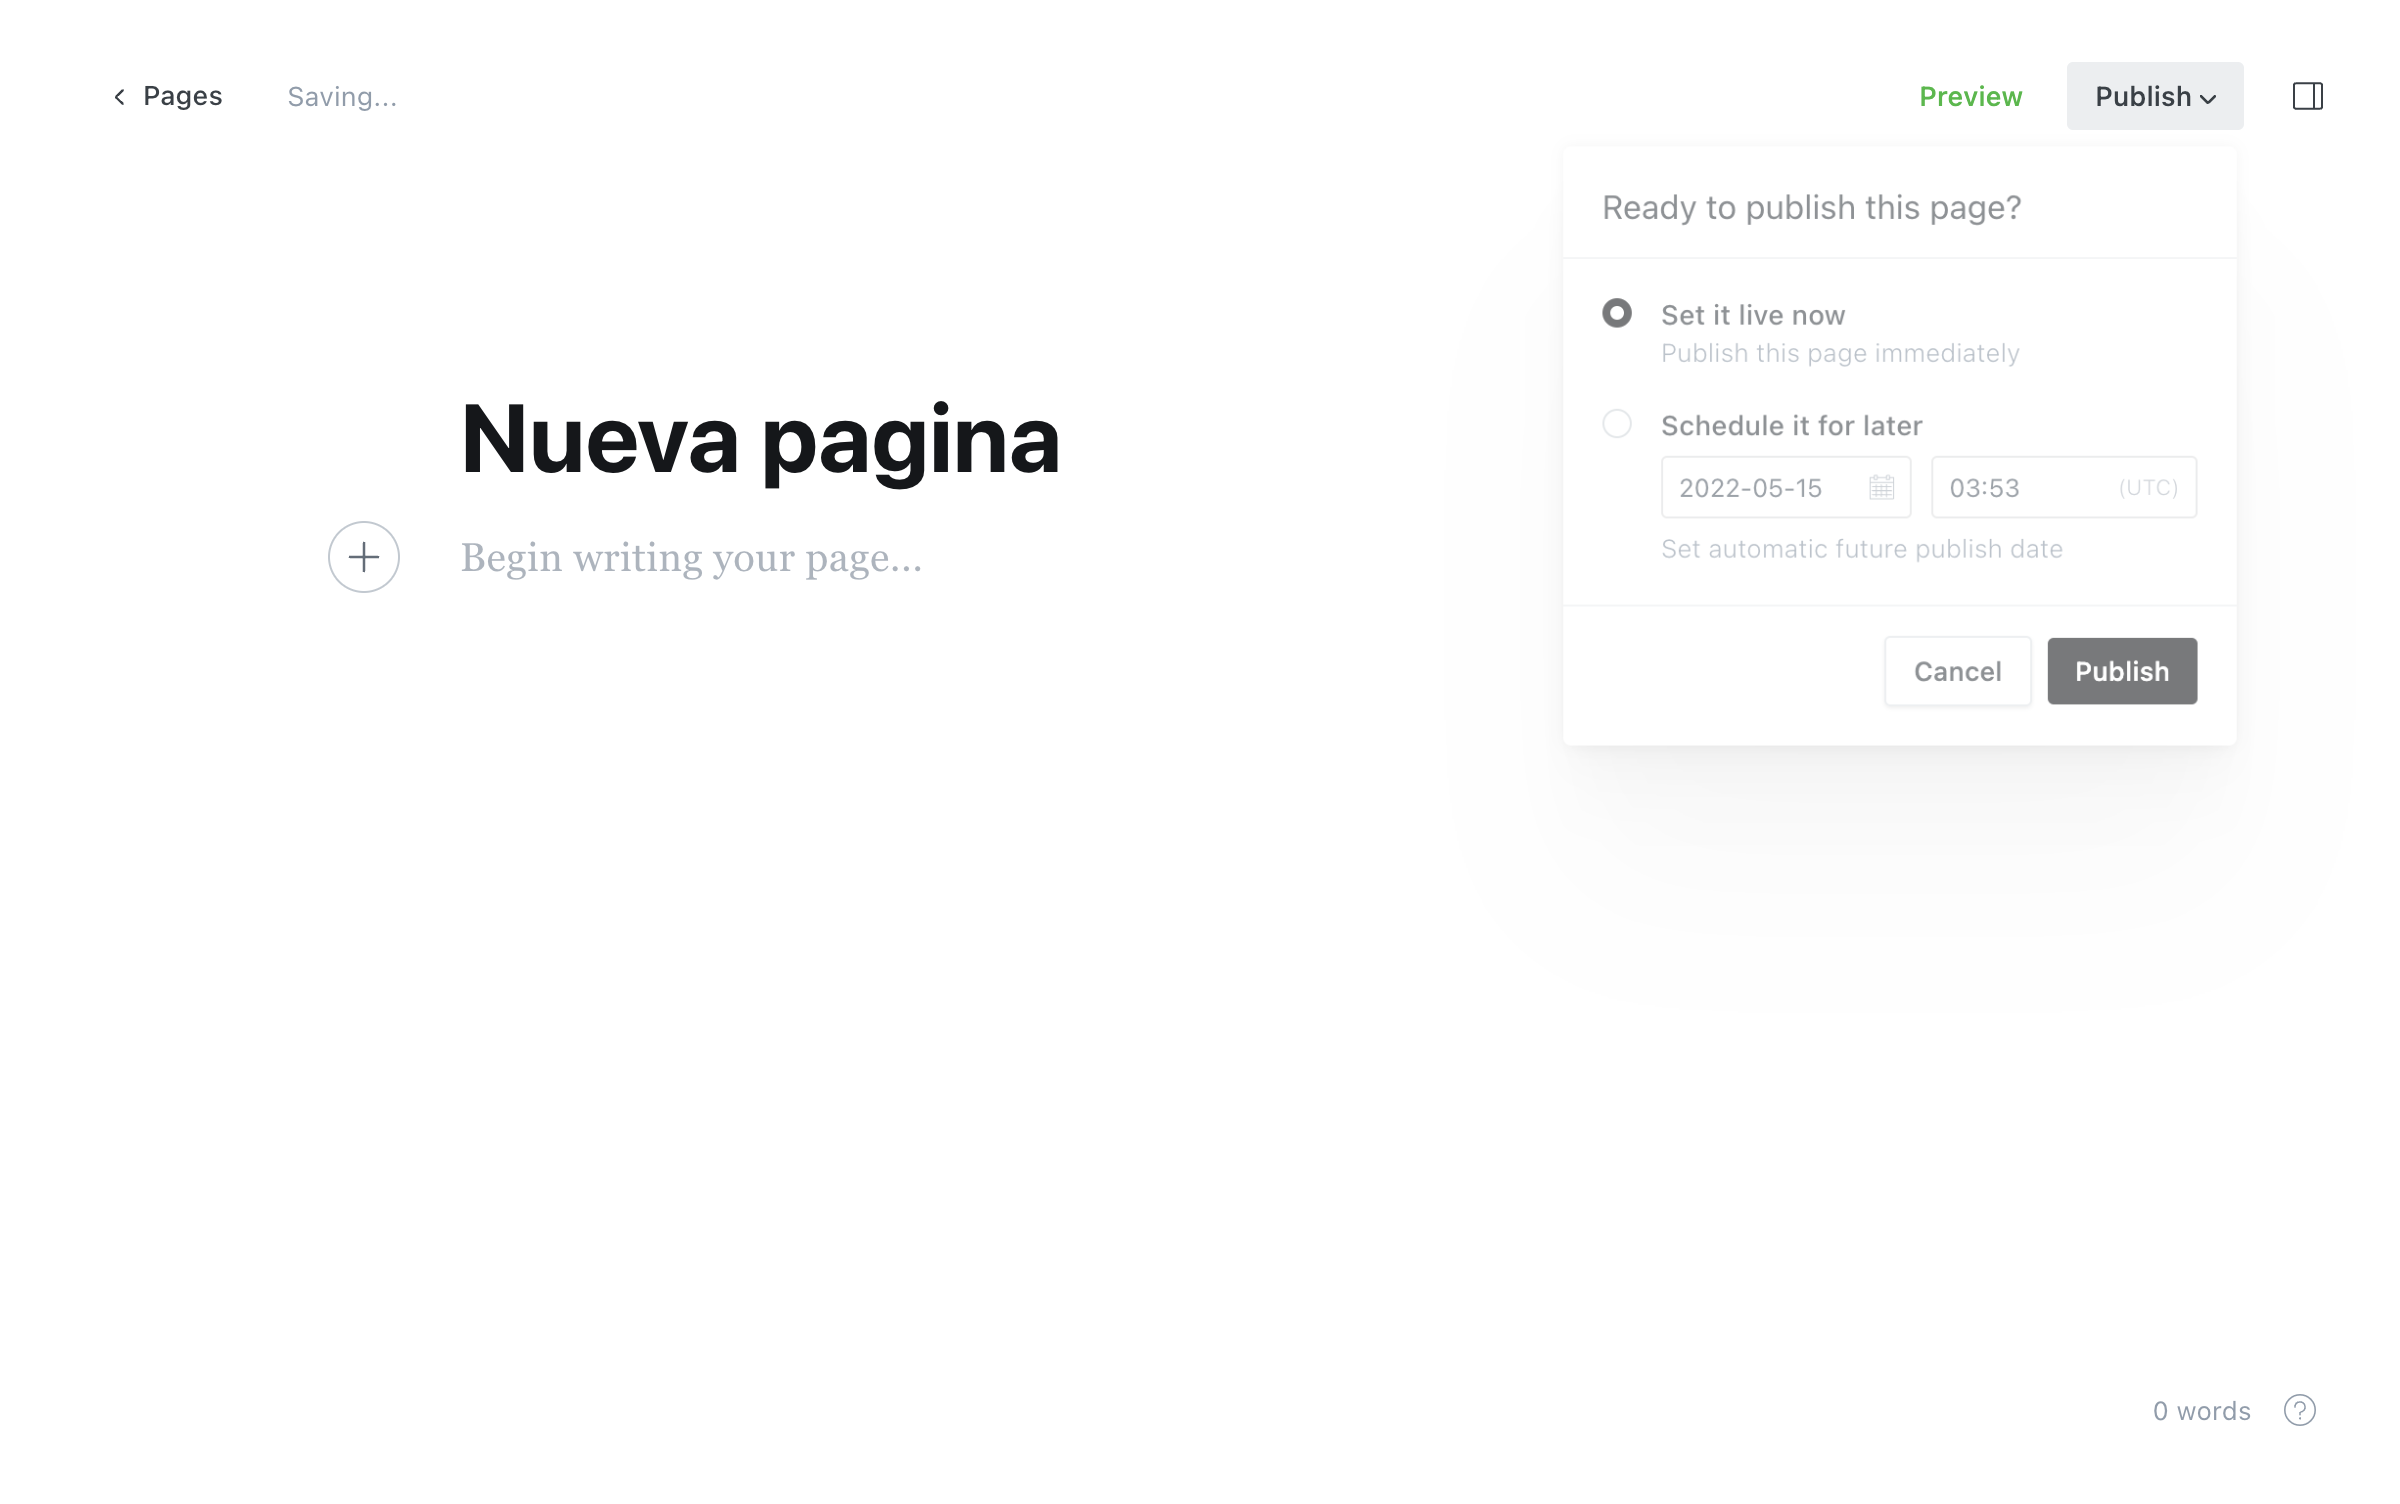 Pages
Saving...
Preview
Publish
Ready to publish this page?
Set it live now
Publish this page immediately
Schedule it for later
2022-05-15
03:53 (UTC)
Set automatic future publish date
Cancel
Publish
Nueva pagina
Begin writing your page...
0 words
?